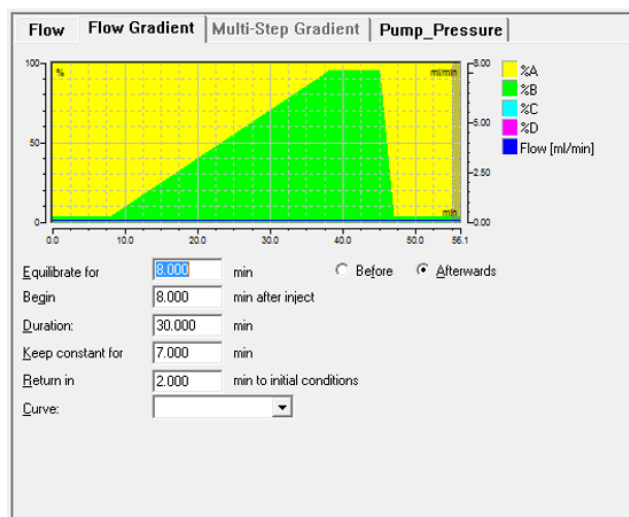 Flow Flow Gradient Multi-Step Gradient Pump_Pressure
100 % ml/min 8.00
50 5.00
2.50
0 min 0.00
0.0 10.0 20.0 30.0 40.0 50.0 56.1
%A
%B
%C
%D
Flow [ml/min]
Equilibrate for 8.000 min Before Afterwards
Begin 8.000 min after inject
Duration: 30.000 min
Keep constant for 7.000 min
Return in 2.000 min to initial conditions
Curve: